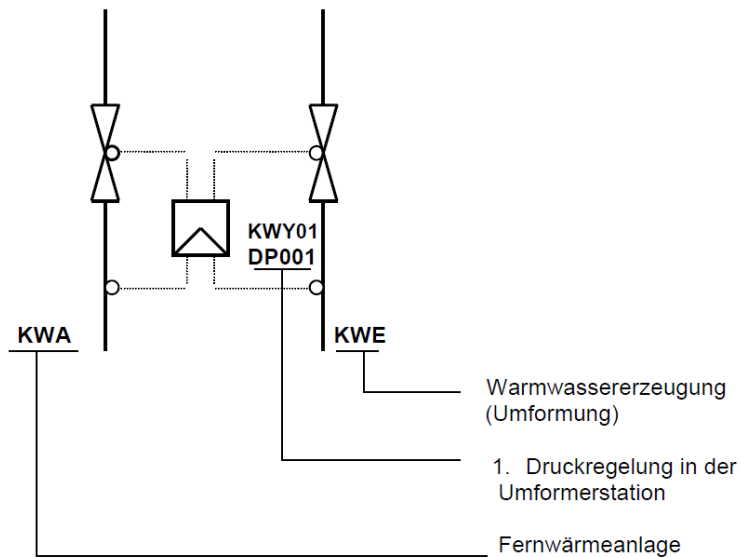 KWY01
DP001
KWA
KWE
Warmwassererzeugung
(Umformung)
1. Druckregelung in der
Umformerstation
Fernwärmeanlage